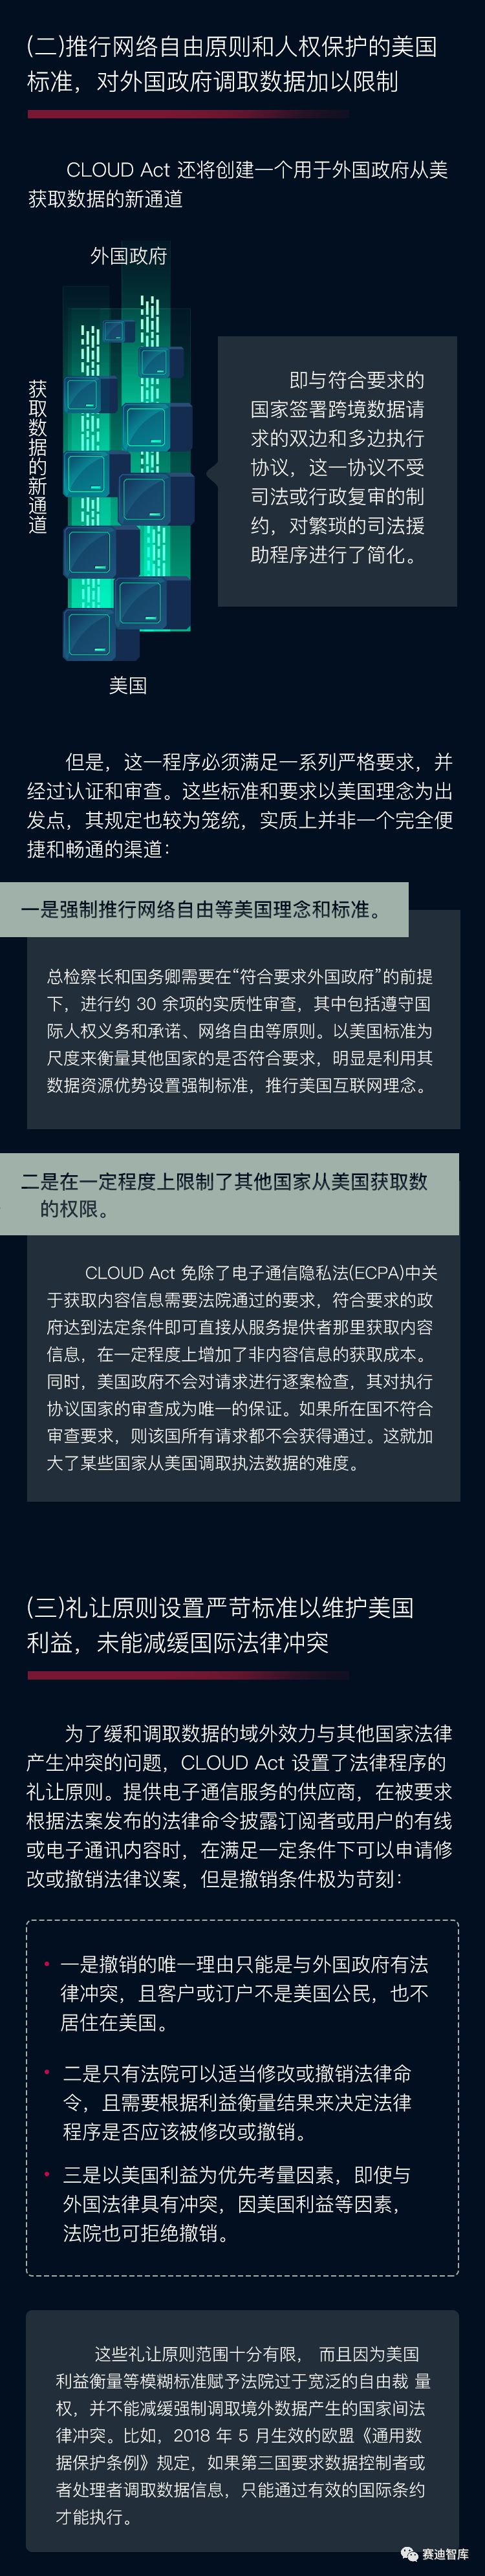 (二)推行网络自由原则和人权保护的美国
标准，对外国政府调取数据加以限制
CLOUD Act 还将创建一个用于外国政府从美
获取数据的新通道
外国政府
获取数据的新通道
美国
即与符合要求的
国家签署跨境数据请
求的双边和多边执行
协议，这一协议不受
司法或行政复审的制
约，对繁琐的司法援
助程序进行了简化。
但是，这一程序必须满足一系列严格要求，并
经过认证和审查。这些标准和要求以美国理念为出
发点，其规定也较为笼统，实质上并非一个完全便
捷和畅通的渠道：
一是强制推行网络自由等美国理念和标准。
总检察长和国务卿需要在“符合要求外国政府”的前提
下，进行约 30 余项的实质性审查，其中包括遵守国
际人权义务和承诺、网络自由等原则。以美国标准为
尺度来衡量其他国家的是否符合要求，明显是利用其
数据资源优势设置强制标准，推行美国互联网理念。
二是在一定程度上限制了其他国家从美国获取数
的权限。
CLOUD Act 免除了电子通信隐私法(ECPA)中关
于获取内容信息需要法院通过的要求，符合要求的政
府达到法定条件即可直接从服务提供者那里获取内容
信息，在一定程度上增加了非内容信息的获取成本。
同时，美国政府不会对请求进行逐案检查，其对执行
协议国家的审查成为唯一的保证。如果所在国不符合
审查要求，则该国所有请求都不会获得通过。这就加
大了某些国家从美国调取执法数据的难度。
(三)礼让原则设置严苛标准以维护美国
利益，未能减缓国际法律冲突
为了缓和调取数据的域外效力与其他国家法律
产生冲突的问题，CLOUD Act 设置了法律程序的
礼让原则。提供电子通信服务的供应商，在被要求
根据法案发布的法律命令披露订阅者或用户的有线
或电子通讯内容时，在满足一定条件下可以申请修
改或撤销法律议案，但是撤销条件极为苛刻：
• 一是撤销的唯一理由只能是与外国政府有法
律冲突，且客户或订户不是美国公民，也不
居住在美国。
• 二是只有法院可以适当修改或撤销法律命
令，且需要根据利益衡量结果来决定法律
程序是否应该被修改或撤销。
• 三是以美国利益为优先考量因素，即使与
外国法律具有冲突，因美国利益等因素，
法院也可拒绝撤销。
这些礼让原则范围十分有限， 而且因为美国
利益衡量等模糊标准赋予法院过于宽泛的自由裁 量
权，并不能减缓强制调取境外数据产生的国家间法
律冲突。比如，2018 年 5 月生效的欧盟《通用数
据保护条例》规定，如果第三国要求数据控制者或
者处理者调取数据信息，只能通过有效的国际条约
才能执行。
赛迪智库